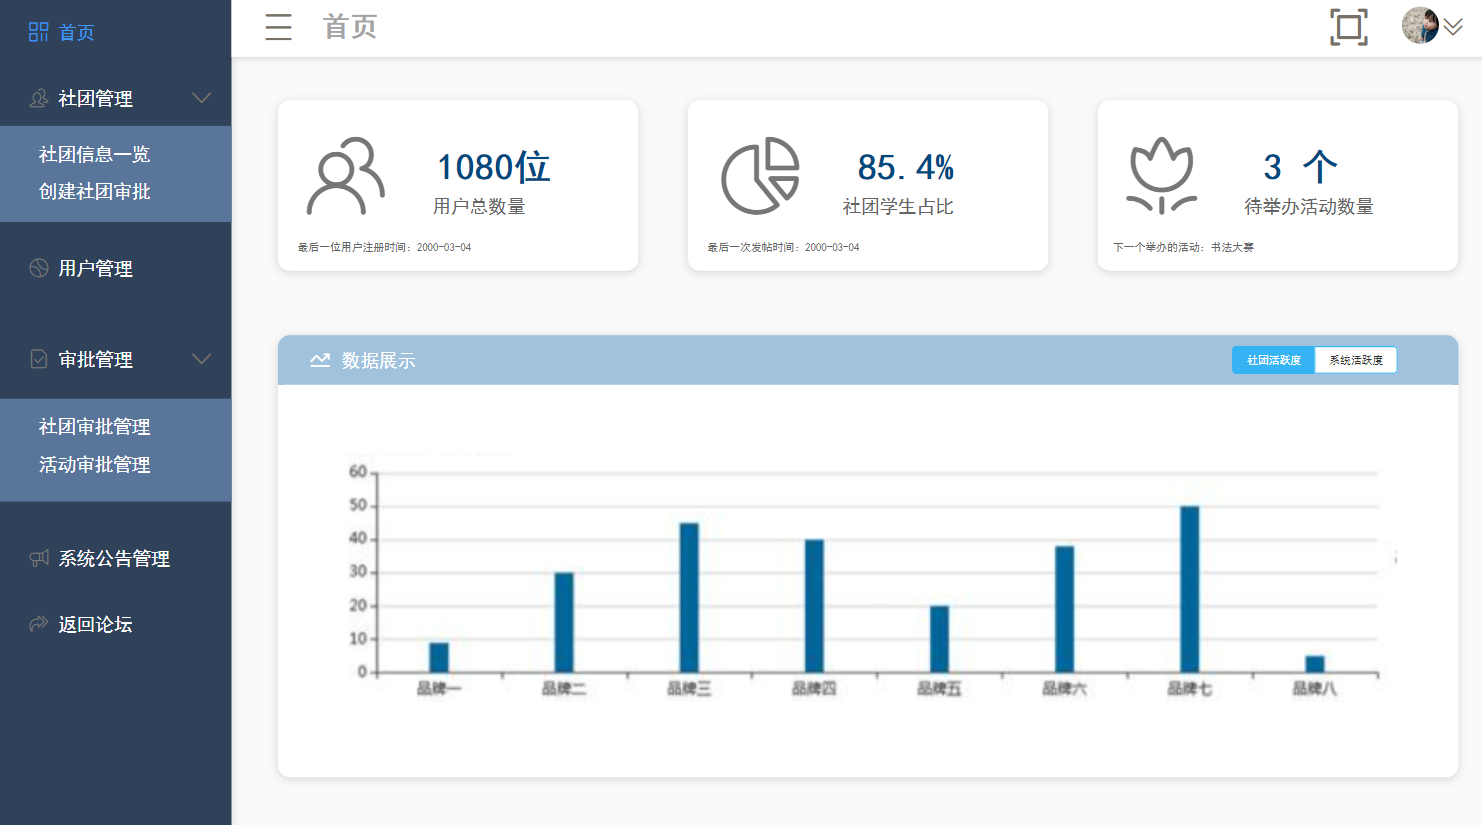 首页
社团管理
社团信息一览
创建社团审批
用户管理
审批管理
社团审批管理
活动审批管理
系统公告管理
返回论坛
首页
1080位
用户总数量
最后一位用户注册时间：2000-03-04
85.4%
社团学生占比
最后一次发帖时间：2000-03-04
3 个
待举办活动数量
下一个举办的活动：书法大赛
数据展示
社团活跃度 系统活跃度
60
50
40
30
20
10
0
品牌一 品牌二 品牌三 品牌四 品牌五 品牌六 品牌七 品牌八